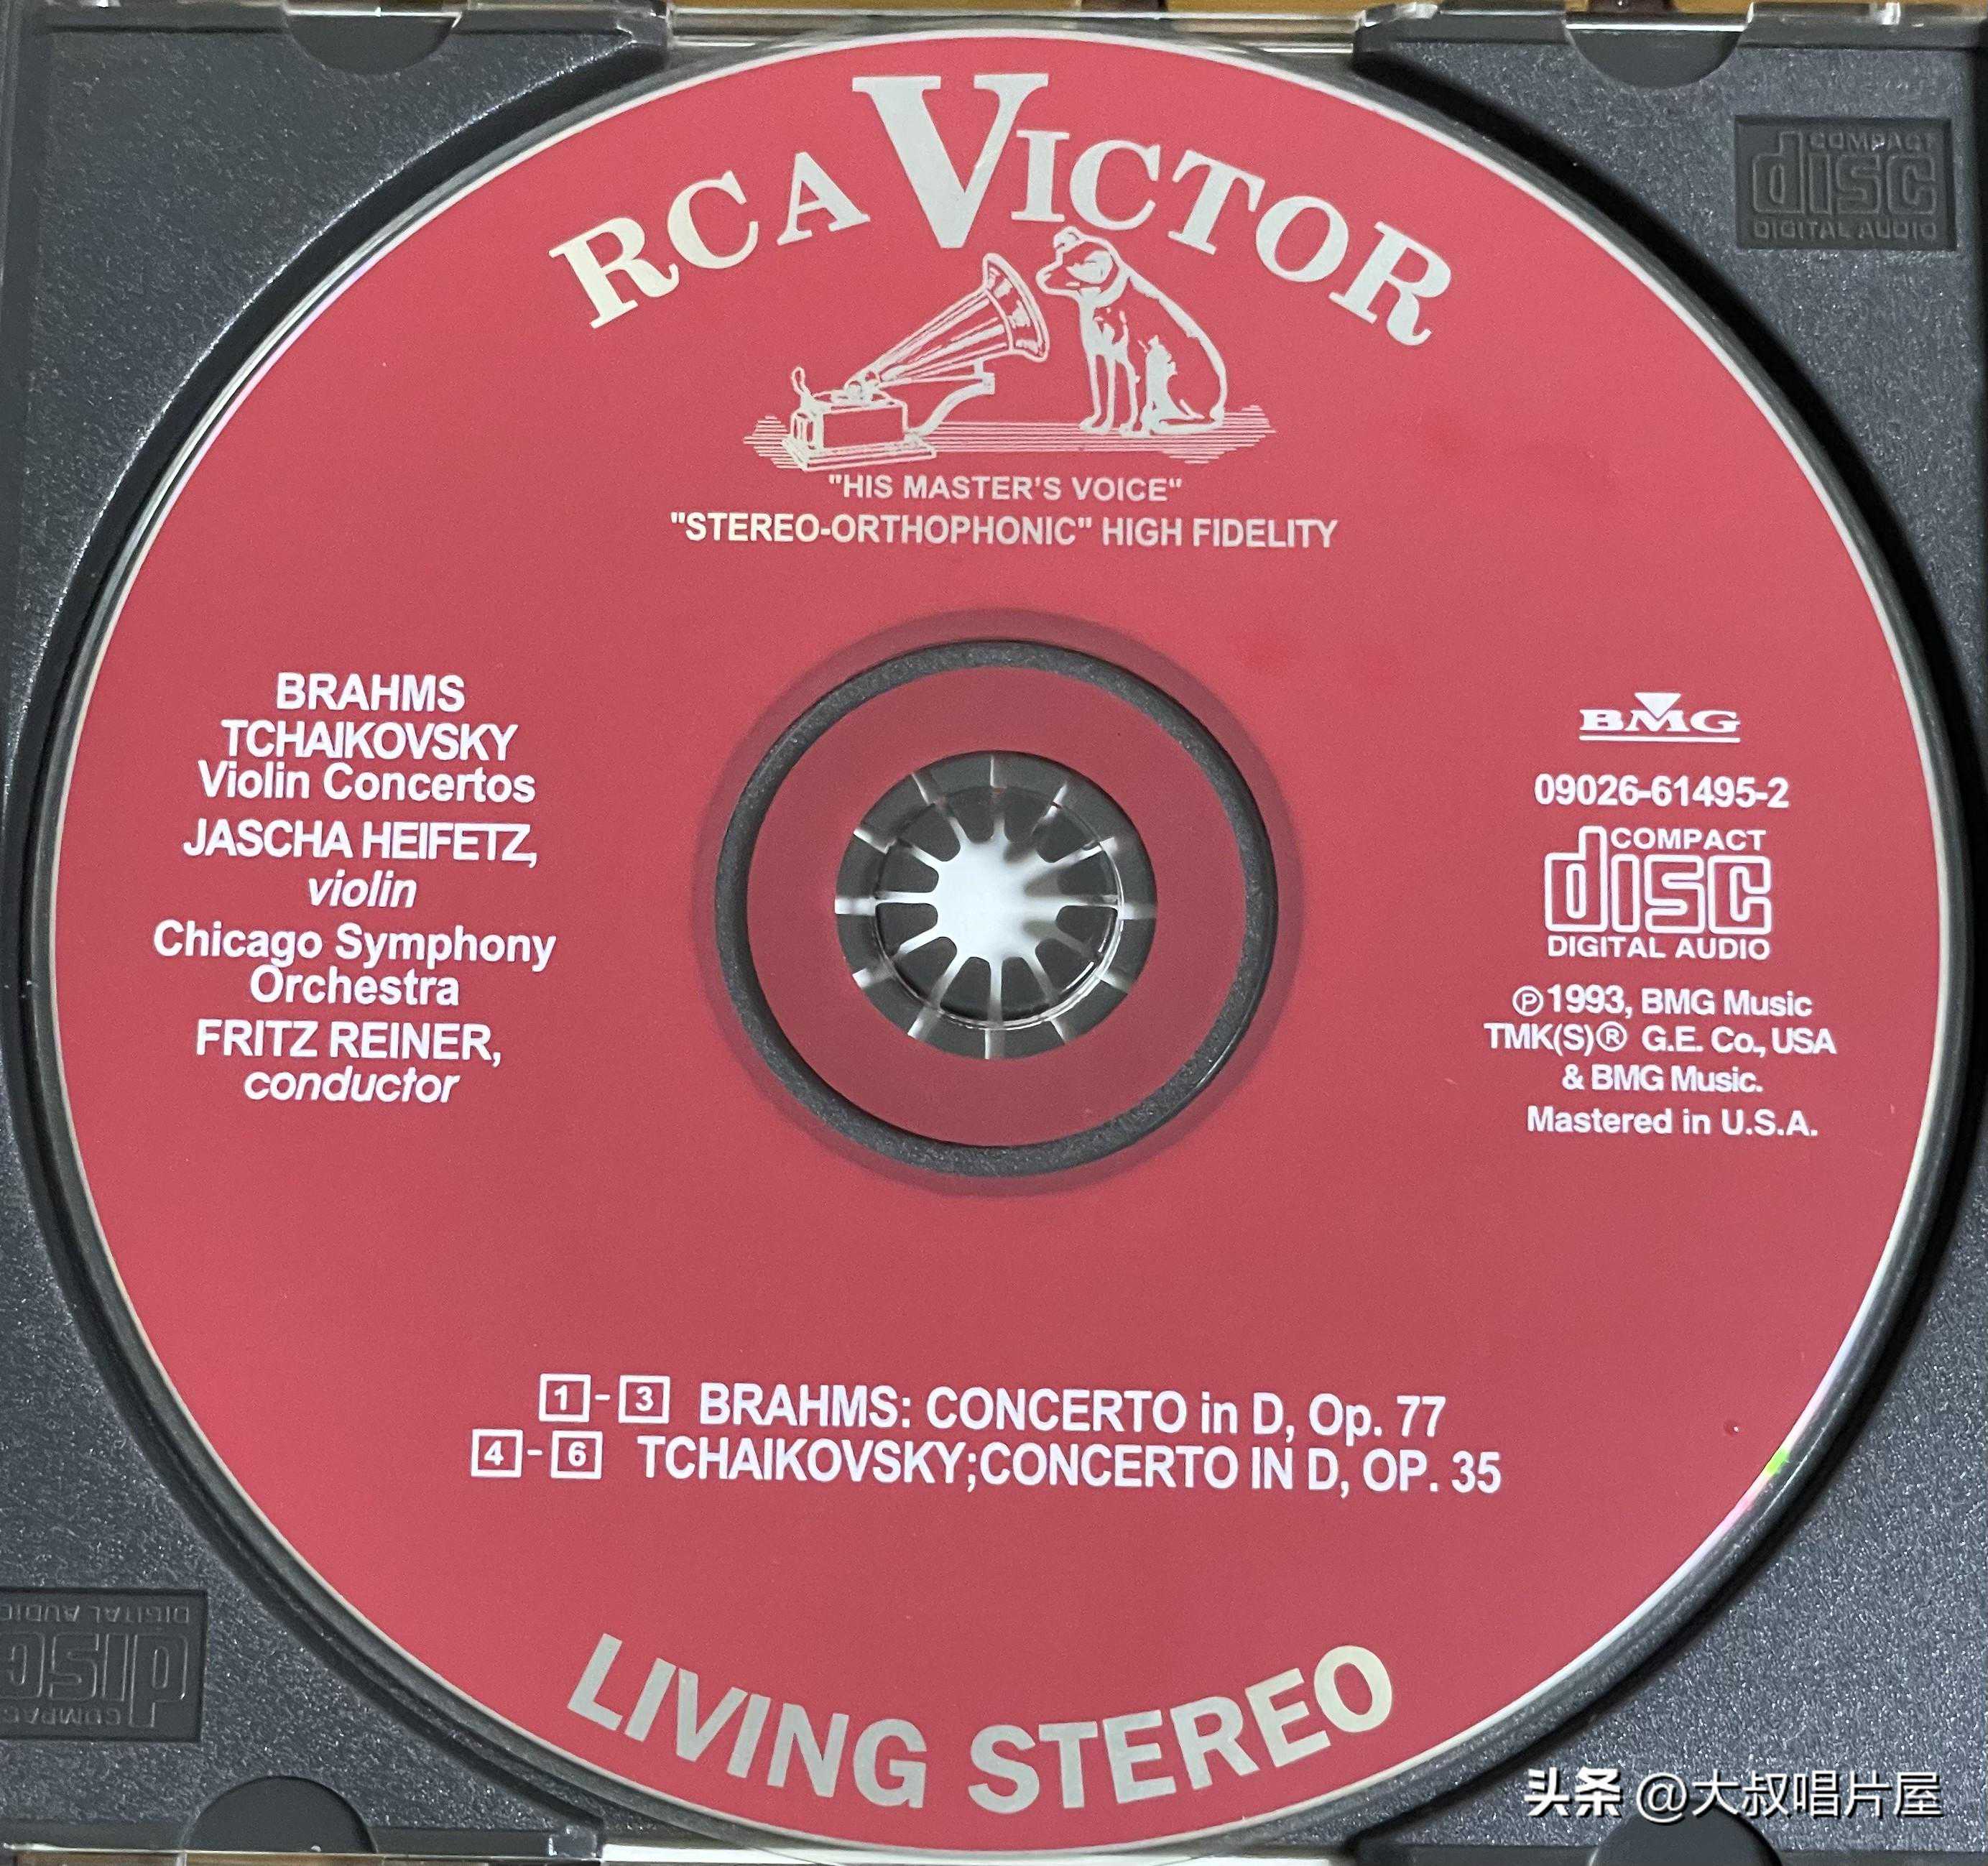 RCA VICTOR
COMPACT
disc
DIGITAL AUDIO
"HIS MASTER'S VOICE"
"STEREO-ORTHOPHONIC" HIGH FIDELITY
BRAHMS
TCHAIKOVSKY
Violin Concertos
JASCHA HEIFETZ,
violin
Chicago Symphony
Orchestra
FRITZ REINER,
conductor
BMG
09026-61495-2
COMPACT
disc
DIGITAL AUDIO
℗1993, BMG Music
TMK(S)® G.E. Co., USA
& BMG Music.
Mastered in U.S.A.
1-3 BRAHMS: CONCERTO in D, Op. 77
4-6 TCHAIKOVSKY;CONCERTO IN D, OP. 35
LIVING STEREO
COMPACT
disc
DIGITAL AUDIO
头条 @大叔唱片屋